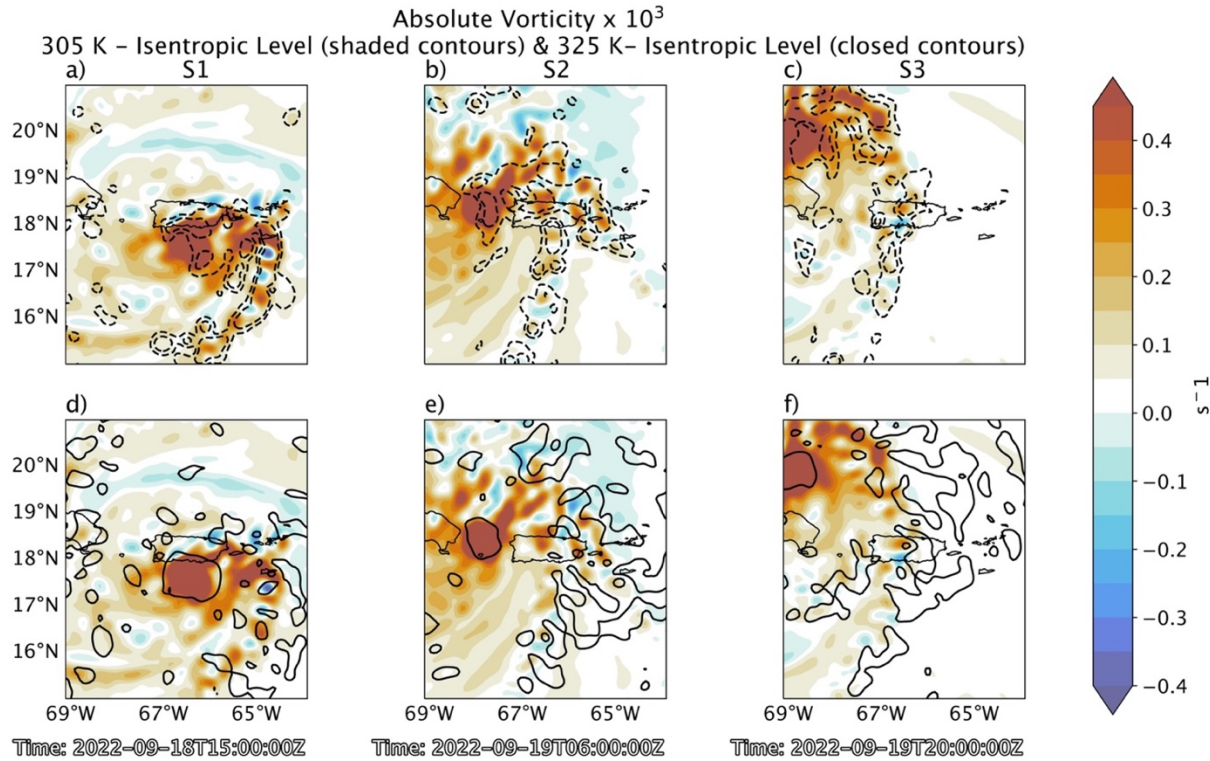 Absolute Vorticity x 10³
305 K – Isentropic Level (shaded contours) & 325 K– Isentropic Level (closed contours)
a) S1 b) S2 c) S3
20°N
19°N
18°N
17°N
16°N
d) e) f)
20°N
19°N
18°N
17°N
16°N
69°W 67°W 65°W 69°W 67°W 65°W 69°W 67°W 65°W
Time: 2022–09–18T15:00:00Z Time: 2022–09–19T06:00:00Z Time: 2022–09–19T20:00:00Z
0.4
0.3
0.2
0.1
0.0
−0.1
−0.2
−0.3
−0.4
s⁻¹